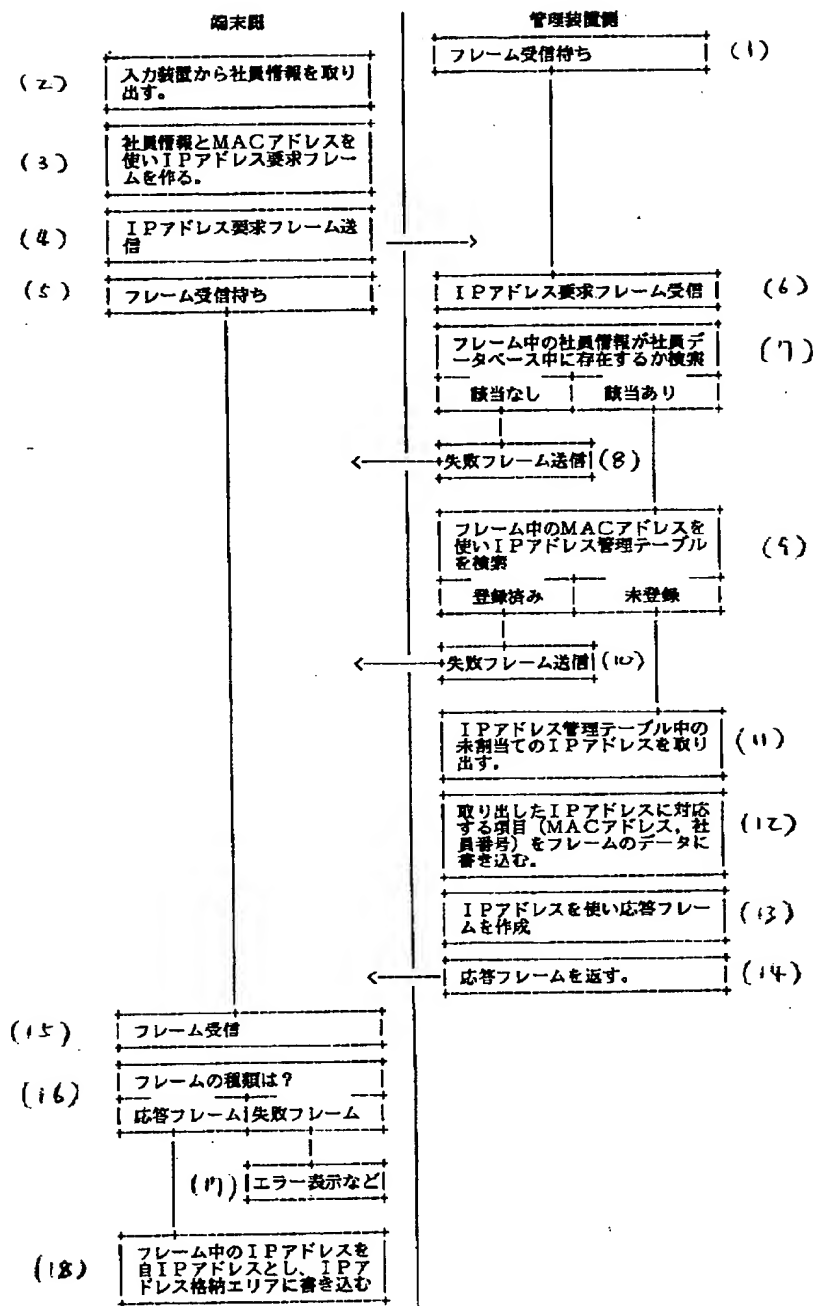 端末側
管理装置側
フレーム受信待ち
(1)
(2)
入力装置から社員情報を取り
出す。
(3)
社員情報とMACアドレスを
使いIPアドレス要求フレー
ムを作る。
(4)
IPアドレス要求フレーム送
信
(5)
フレーム受信待ち
IPアドレス要求フレーム受信
(6)
フレーム中の社員情報が社員デ
ータベース中に存在するか検索
(7)
該当なし
該当あり
失敗フレーム送信
(8)
フレーム中のMACアドレスを
使いIPアドレス管理テーブル
を検索
(9)
登録済み
未登録
失敗フレーム送信
(10)
IPアドレス管理テーブル中の
未割当てのIPアドレスを取り
出す。
(11)
取り出したIPアドレスに対応
する項目(MACアドレス,社
員番号)をフレームのデータに
書き込む。
(12)
IPアドレスを使い応答フレー
ムを作成
(13)
応答フレームを返す。
(14)
(15)
フレーム受信
(16)
フレームの種類は?
応答フレーム
失敗フレーム
(17)
エラー表示など
(18)
フレーム中のIPアドレスを
自IPアドレスとし、IPア
ドレス格納エリアに書き込む